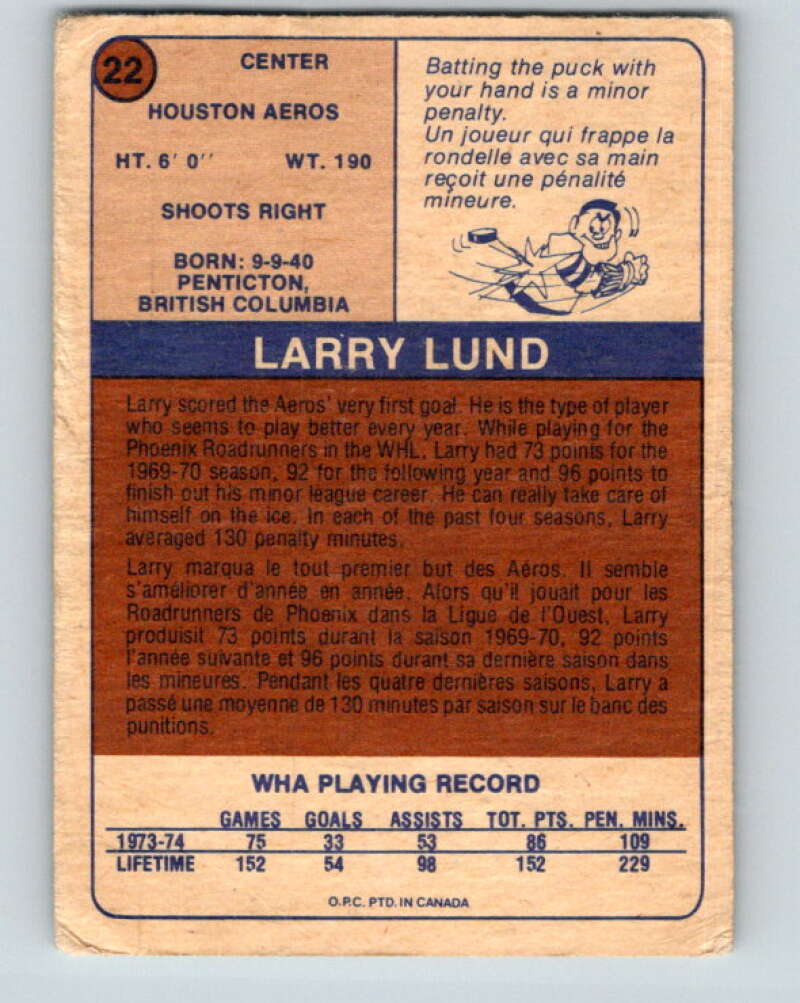 22
CENTER
HOUSTON AEROS
HT. 6' 0'' WT. 190
SHOOTS RIGHT
BORN: 9-9-40
PENTICTON,
BRITISH COLUMBIA
Batting the puck with
your hand is a minor
penalty.
Un joueur qui frappe la
rondelle avec sa main
reçoit une pénalité
mineure.
LARRY LUND
Larry scored the Aeros' very first goal. He is the type of player
who seems to play better every year. While playing for the
Phoenix Roadrunners in the WHL, Larry had 73 points for the
1969-70 season, 92 for the following year and 96 points to
finish out his minor league career. He can really take care of
himself on the ice. In each of the past four seasons, Larry
averaged 130 penalty minutes.
Larry marqua le tout premier but des Aéros. Il semble
s'améliorer d'année en année. Alors qu'il jouait pour les
Roadrunners de Phoenix dans la Ligue de l'Ouest, Larry
produisit 73 points durant la saison 1969-70, 92 points
l'année suivante et 96 points durant sa dernière saison dans
les mineures. Pendant les quatre dernières saisons, Larry a
passé une moyenne de 130 minutes par saison sur le banc des
punitions.
WHA PLAYING RECORD
GAMES GOALS ASSISTS TOT. PTS. PEN. MINS.
1973-74 75 33 53 86 109
LIFETIME 152 54 98 152 229
O.P.C. PTD. IN CANADA